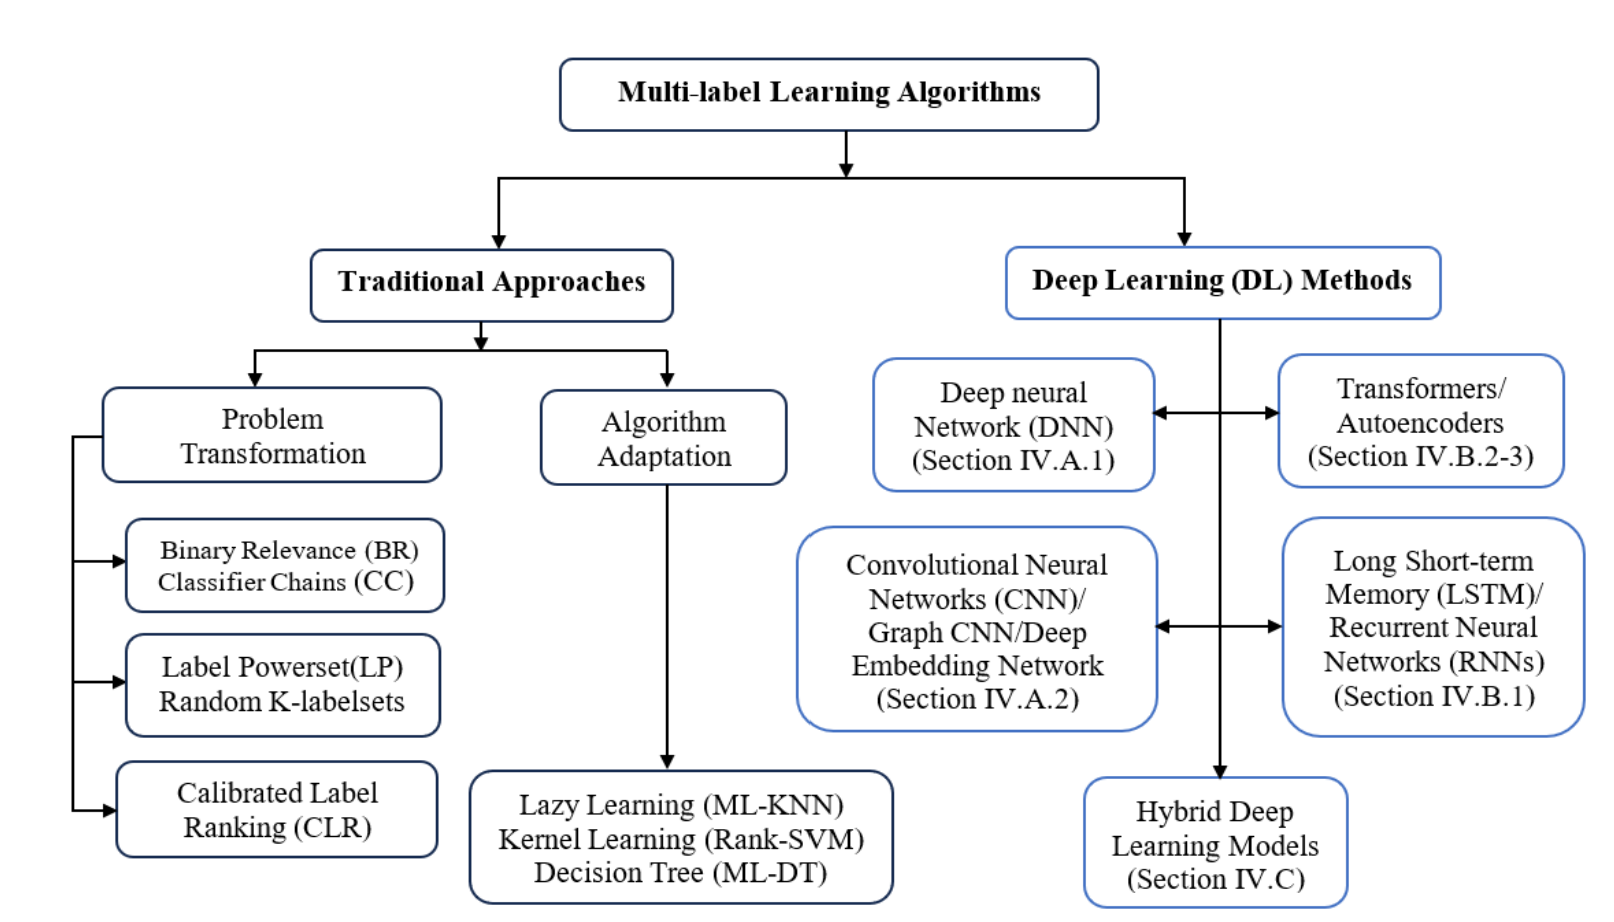 Multi-label Learning Algorithms
Traditional Approaches
Deep Learning (DL) Methods
Problem
Transformation
Algorithm
Adaptation
Binary Relevance (BR)
Classifier Chains (CC)
Label Powerset(LP)
Random K-labelsets
Calibrated Label
Ranking (CLR)
Lazy Learning (ML-KNN)
Kernel Learning (Rank-SVM)
Decision Tree (ML-DT)
Deep neural
Network (DNN)
(Section IV.A.1)
Transformers/
Autoencoders
(Section IV.B.2-3)
Convolutional Neural
Networks (CNN)/
Graph CNN/Deep
Embedding Network
(Section IV.A.2)
Long Short-term
Memory (LSTM)/
Recurrent Neural
Networks (RNNs)
(Section IV.B.1)
Hybrid Deep
Learning Models
(Section IV.C)